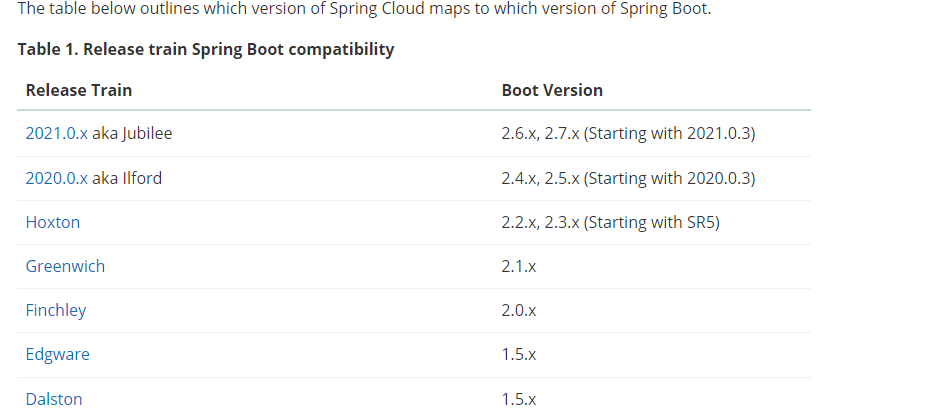 The table below outlines which version of Spring Cloud maps to which version of Spring Boot.
Table 1. Release train Spring Boot compatibility
Release Train Boot Version
2021.0.x aka Jubilee 2.6.x, 2.7.x (Starting with 2021.0.3)
2020.0.x aka Ilford 2.4.x, 2.5.x (Starting with 2020.0.3)
Hoxton 2.2.x, 2.3.x (Starting with SR5)
Greenwich 2.1.x
Finchley 2.0.x
Edgware 1.5.x
Dalston 1.5.x